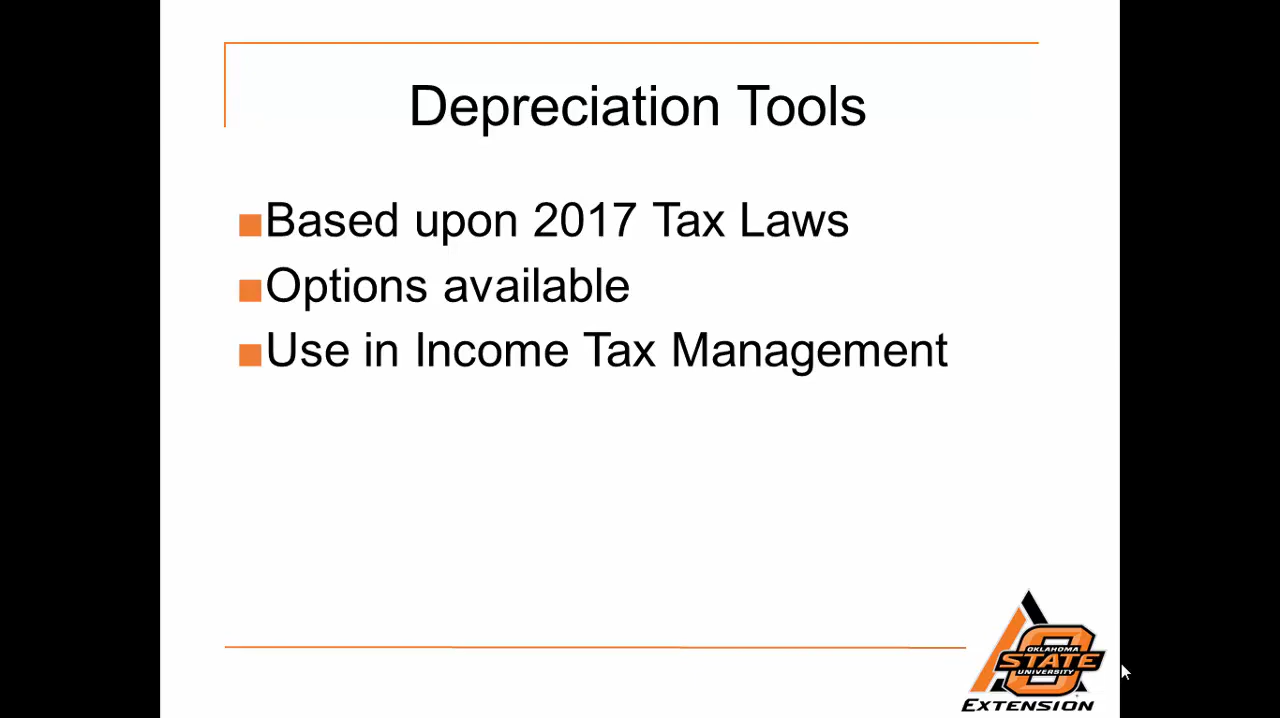 Depreciation Tools
Based upon 2017 Tax Laws
Options available
Use in Income Tax Management
OKLAHOMA
STATE
UNIVERSITY
EXTENSION